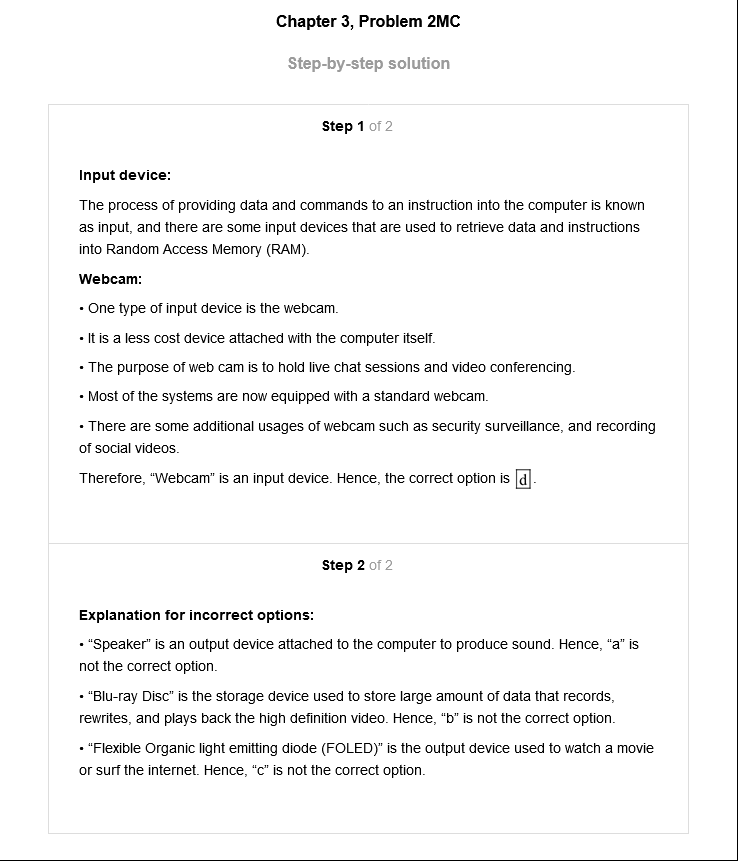 Chapter 3, Problem 2MC
Step-by-step solution
Step 1 of 2
Input device:
The process of providing data and commands to an instruction into the computer is known
as input, and there are some input devices that are used to retrieve data and instructions
into Random Access Memory (RAM).
Webcam:
• One type of input device is the webcam.
• It is a less cost device attached with the computer itself.
• The purpose of web cam is to hold live chat sessions and video conferencing.
• Most of the systems are now equipped with a standard webcam.
• There are some additional usages of webcam such as security surveillance, and recording
of social videos.
Therefore, “Webcam” is an input device. Hence, the correct option is d.
Step 2 of 2
Explanation for incorrect options:
• “Speaker” is an output device attached to the computer to produce sound. Hence, “a” is
not the correct option.
• “Blu-ray Disc” is the storage device used to store large amount of data that records,
rewrites, and plays back the high definition video. Hence, “b” is not the correct option.
• “Flexible Organic light emitting diode (FOLED)” is the output device used to watch a movie
or surf the internet. Hence, “c” is not the correct option.